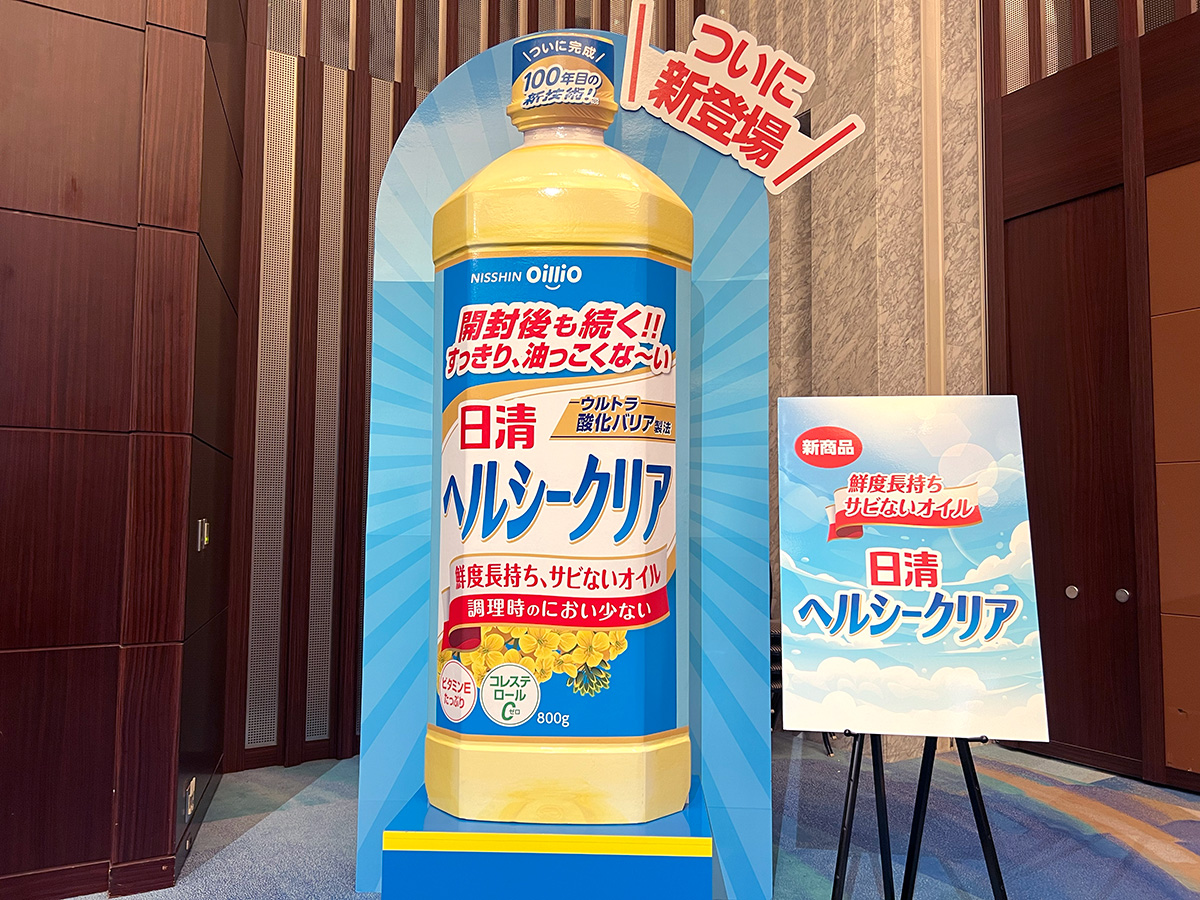 ついに完成
100年目の
新技術!!
ついに
新登場
NISSHIN OilliO
開封後も続く!!
すっきり、油っこくな〜い
日清
ウルトラ
酸化バリア製法
ヘルシークリア
鮮度長持ち、サビないオイル
調理時のにおい少ない
ビタミンE
たっぷり
コレステ
ロール
0ゼロ
800g
新商品
鮮度長持ち
サビないオイル
日清
ヘルシークリア